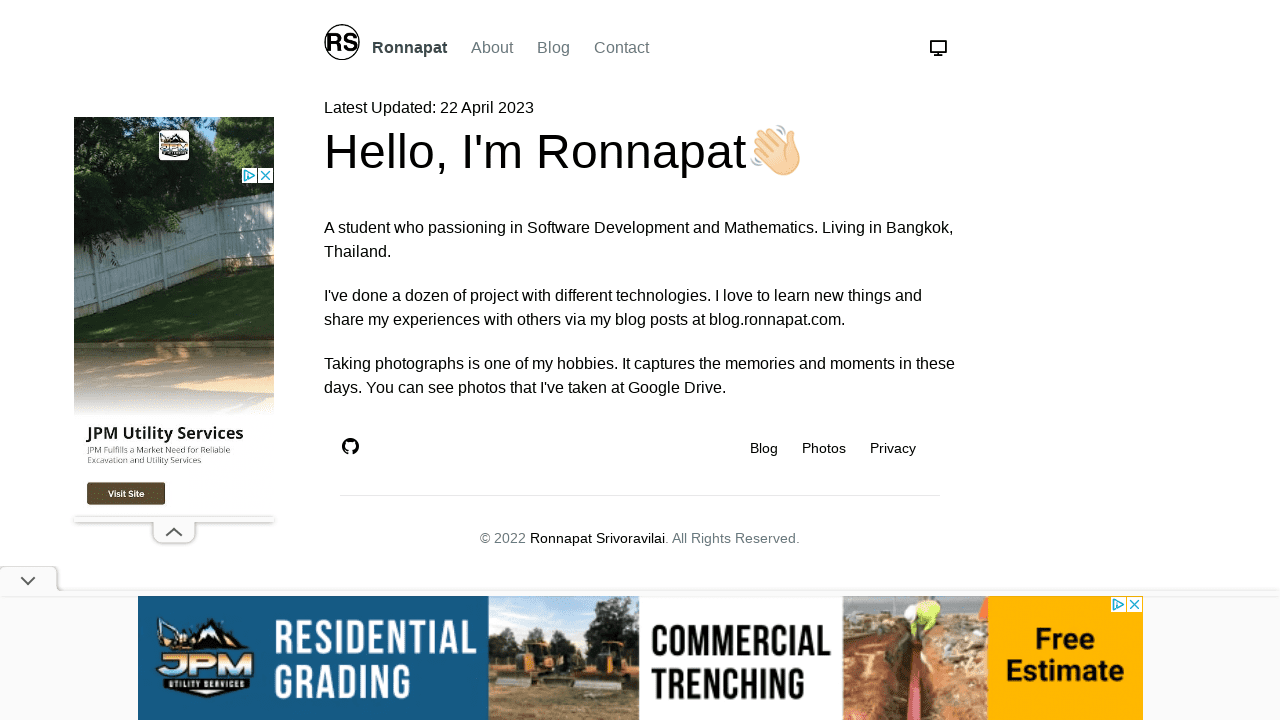 RS Ronnapat About Blog Contact
Latest Updated: 22 April 2023
Hello, I'm Ronnapat
A student who passioning in Software Development and Mathematics. Living in Bangkok,
Thailand.
I've done a dozen of project with different technologies. I love to learn new things and
share my experiences with others via my blog posts at blog.ronnapat.com.
Taking photographs is one of my hobbies. It captures the memories and moments in these
days. You can see photos that I've taken at Google Drive.
Blog Photos Privacy
© 2022 Ronnapat Srivoravilai. All Rights Reserved.
JPM
JPM Utility Services
JPM Fulfills a Market Need for Reliable
Excavation and Utility Services
Visit Site
JPM
UTILITY SERVICES
RESIDENTIAL
GRADING
COMMERCIAL
TRENCHING
Free
Estimate